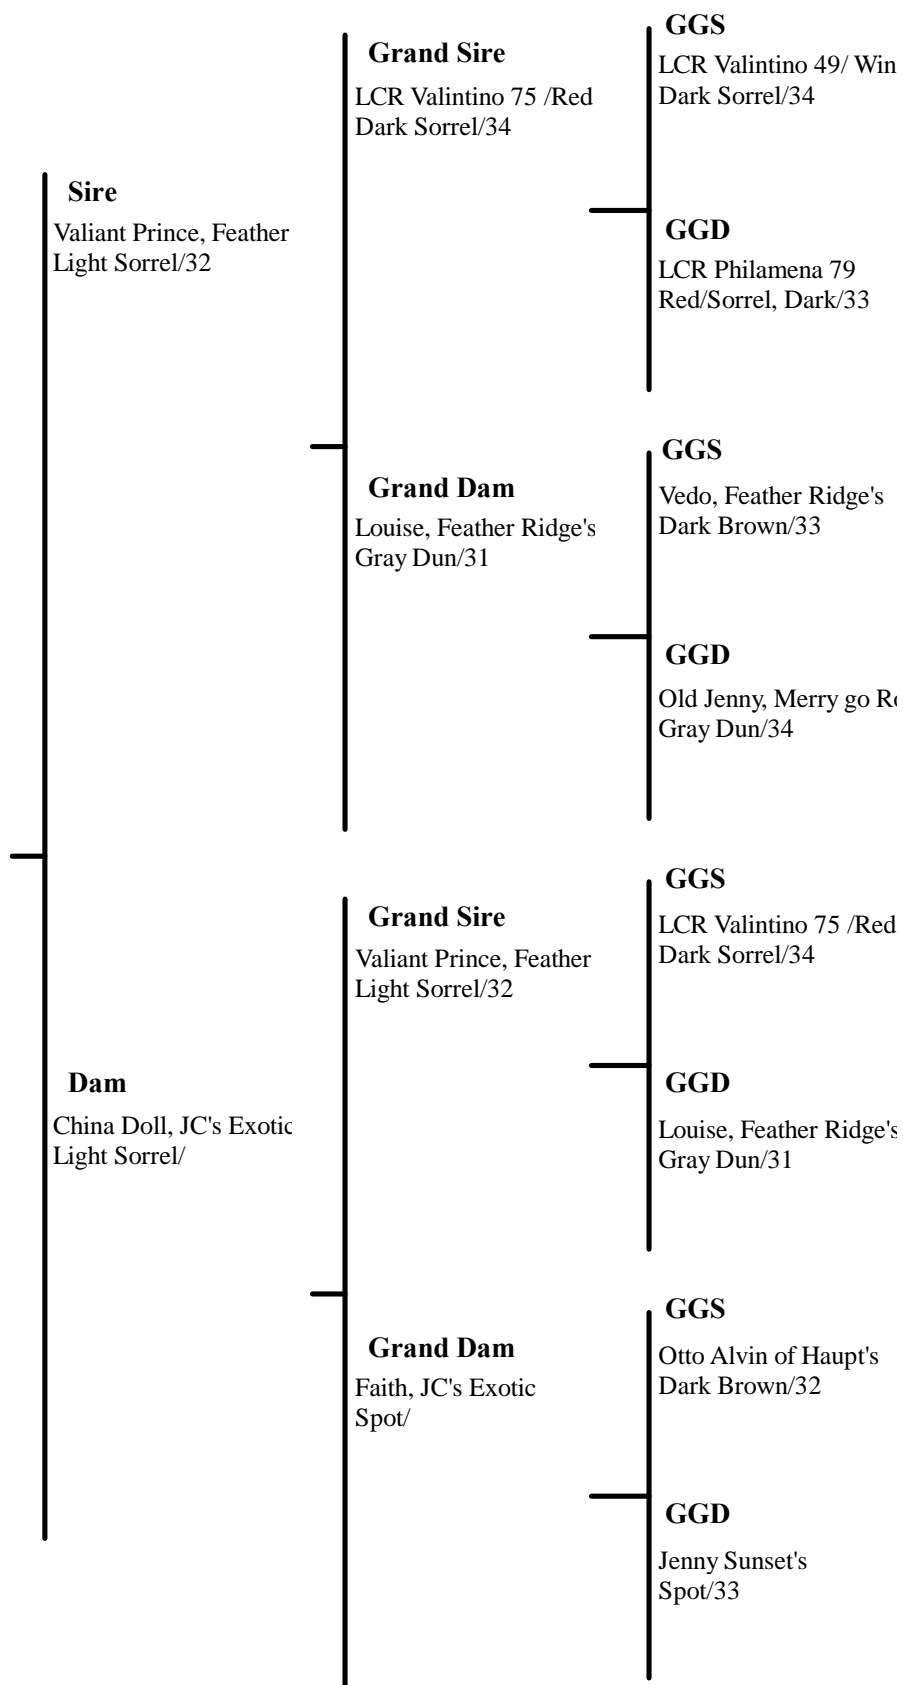 GGS
LCR Valintino 49/ Win
Dark Sorrel/34
Grand Sire
LCR Valintino 75 /Red
Dark Sorrel/34
GGD
LCR Philamena 79
Red/Sorrel, Dark/33
Sire
Valiant Prince, Feather
Light Sorrel/32
GGS
Vedo, Feather Ridge's
Dark Brown/33
Grand Dam
Louise, Feather Ridge's
Gray Dun/31
GGD
Old Jenny, Merry go
Gray Dun/34
GGS
LCR Valintino 75 /Red
Dark Sorrel/34
Grand Sire
Valiant Prince, Feather
Light Sorrel/32
GGD
Louise, Feather Ridge's
Gray Dun/31
Dam
China Doll, JC's Exotic
Light Sorrel/
GGS
Otto Alvin of Haupt's
Dark Brown/32
Grand Dam
Faith, JC's Exotic
Spot/
GGD
Jenny Sunset's
Spot/33